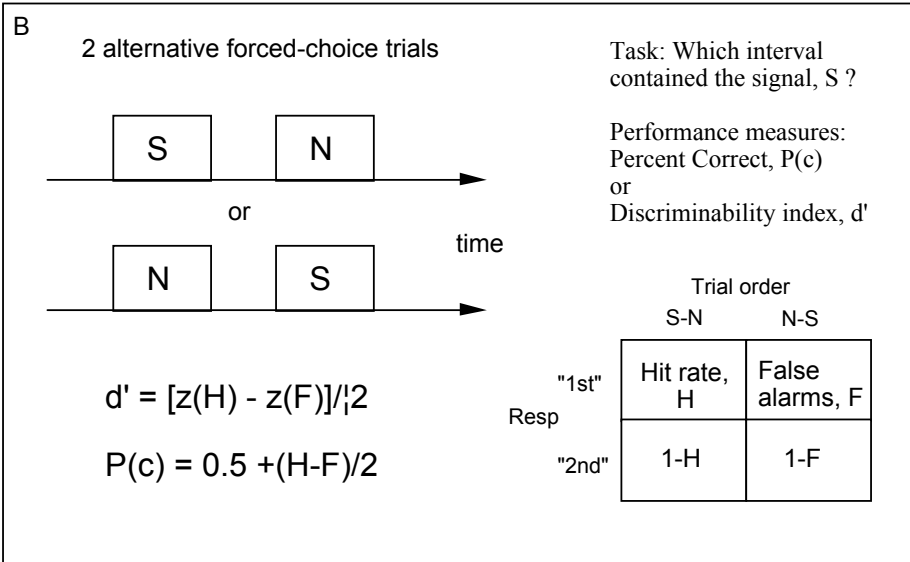 B
2 alternative forced-choice trials
S
N
or
N
S
time
d' = [z(H) - z(F)]/¦2
P(c) = 0.5 +(H-F)/2
Task: Which interval
contained the signal, S ?
Performance measures:
Percent Correct, P(c)
or
Discriminability index, d'
Trial order
S-N
N-S
Resp
"1st"
Hit rate,
H
False
alarms, F
"2nd"
1-H
1-F